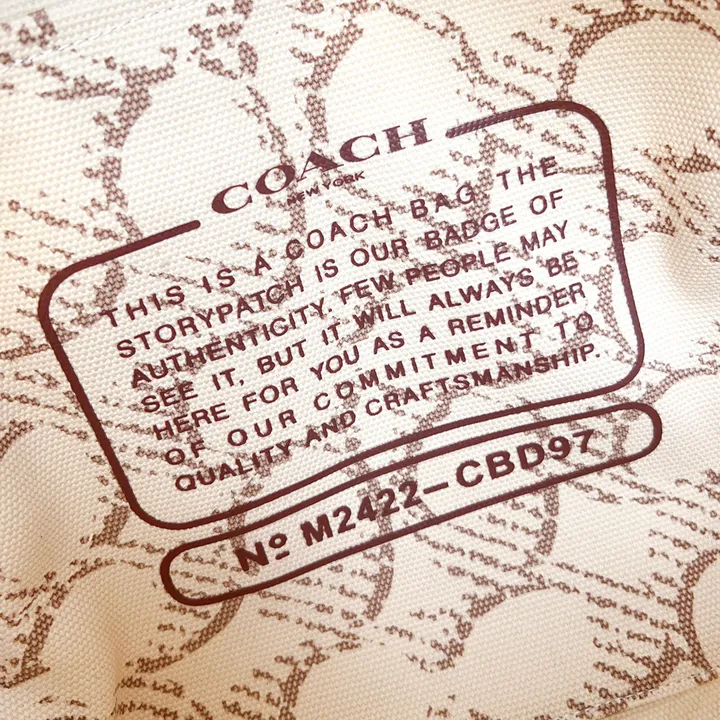 COACH
NEW YORK
THIS IS A COACH BAG THE
STORYPATCH IS OUR BADGE OF
AUTHENTICITY. FEW PEOPLE MAY
SEE IT, BUT IT WILL ALWAYS BE
HERE FOR YOU AS A REMINDER
OF OUR COMMITMENT TO
QUALITY AND CRAFTSMANSHIP.
Nº M2422-CBD97